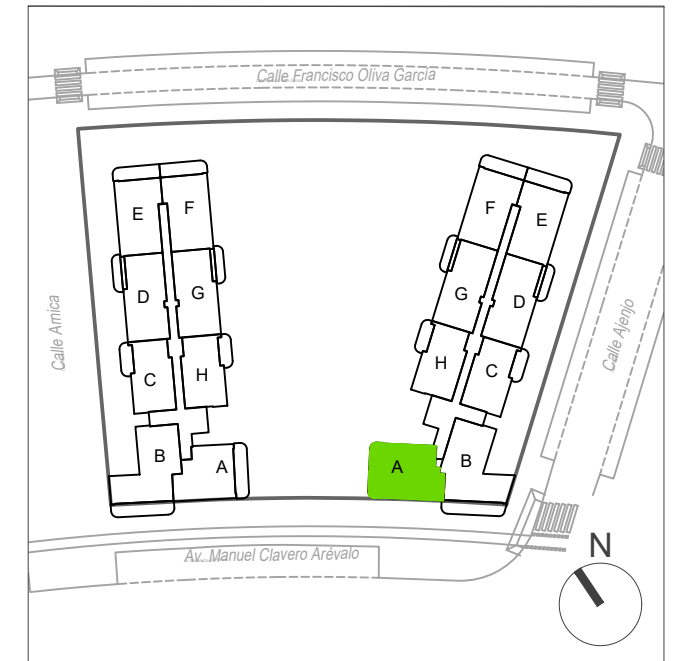 Calle Francisco Oliva García
Calle Arnica
Calle Ajenjo
E
F
D
G
C
H
B
A
F
E
G
D
H
C
A
B
Av. Manuel Clavero Arévalo
N